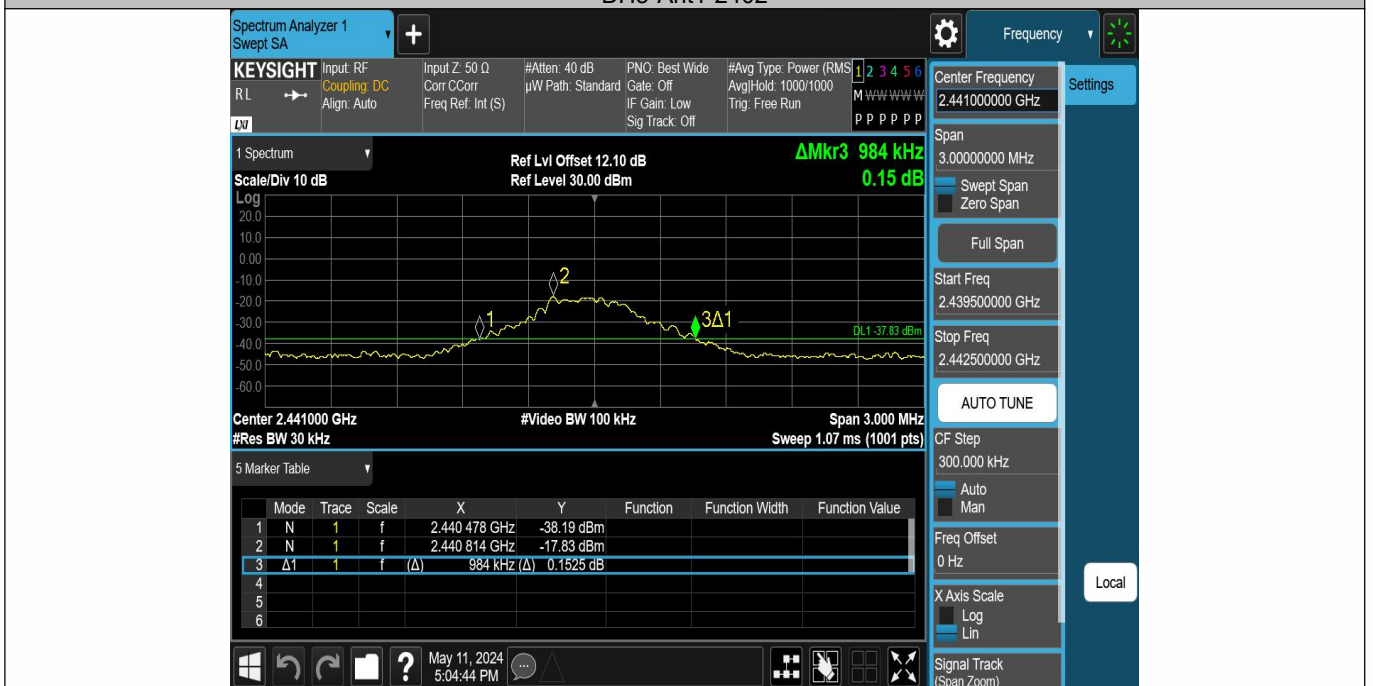 Spectrum Analyzer 1
Swept SA
+
Frequency
KEYSIGHT
RL
LXI
Input: RF
Coupling: DC
Align: Auto
Input Z: 50 Ω
Corr CCorr
Freq Ref: Int (S)
#Atten: 40 dB
µW Path: Standard
PNO: Best Wide
Gate: Off
IF Gain: Low
Sig Track: Off
#Avg Type: Power (RMS
Avg|Hold: 1000/1000
Trig: Free Run
1 2 3 4 5 6
M W W W W W
P P P P P P
1 Spectrum
Scale/Div 10 dB
Ref Lvl Offset 12.10 dB
Ref Level 30.00 dBm
ΔMkr3 984 kHz
0.15 dB
Log
20.0
10.0
0.00
-10.0
-20.0
-30.0
-40.0
-50.0
-60.0
1
2
3Δ1
DL1 -37.83 dBm
Center 2.441000 GHz
#Video BW 100 kHz
Span 3.000 MHz
#Res BW 30 kHz
Sweep 1.07 ms (1001 pts)
5 Marker Table
Mode Trace Scale X Y Function Function Width Function Value
1 N 1 f 2.440 478 GHz -38.19 dBm
2 N 1 f 2.440 814 GHz -17.83 dBm
3 Δ1 1 f (Δ) 984 kHz (Δ) 0.1525 dB
4
5
6
?
May 11, 2024
5:04:44 PM
Center Frequency
2.441000000 GHz
Settings
Span
3.00000000 MHz
Swept Span
Zero Span
Full Span
Start Freq
2.439500000 GHz
Stop Freq
2.442500000 GHz
AUTO TUNE
CF Step
300.000 kHz
Auto
Man
Freq Offset
0 Hz
X Axis Scale
Log
Lin
Local
Signal Track
(Span Zoom)